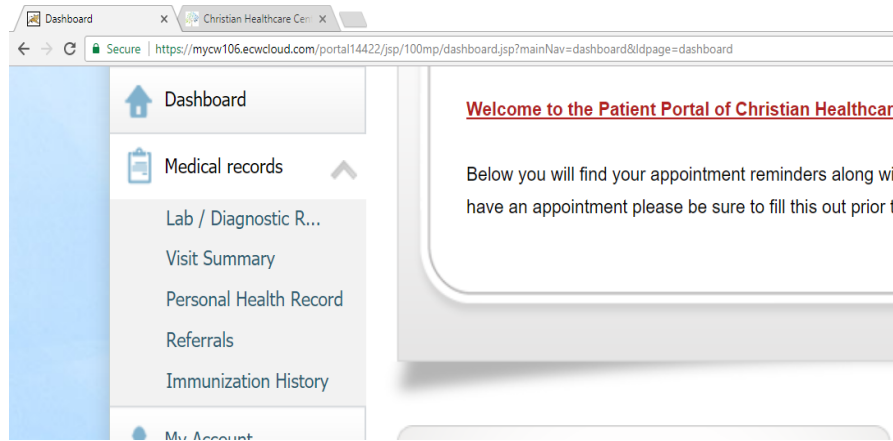 Dashboard
Christian Healthcare Cen
Secure https://mycw106.ecwcloud.com/portal14422/jsp/100mp/dashboard.jsp?mainNav=dashboard&ldpage=dashboard
Dashboard
Medical records
Lab / Diagnostic R...
Visit Summary
Personal Health Record
Referrals
Immunization History
My Account
Welcome to the Patient Portal of Christian Healthcar
Below you will find your appointment reminders along wi
have an appointment please be sure to fill this out prior t